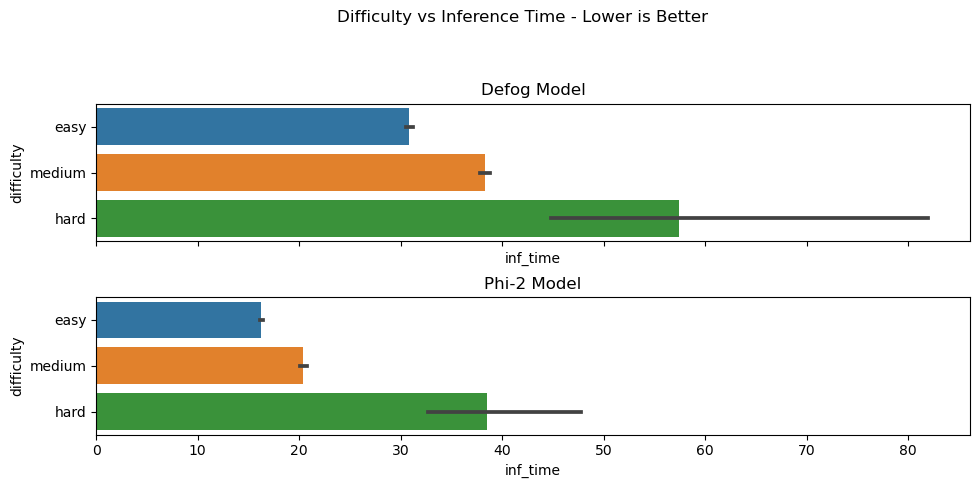 Difficulty vs Inference Time - Lower is Better
Defog Model
difficulty
easy
medium
hard
inf_time
Phi-2 Model
difficulty
easy
medium
hard
0 10 20 30 40 50 60 70 80
inf_time